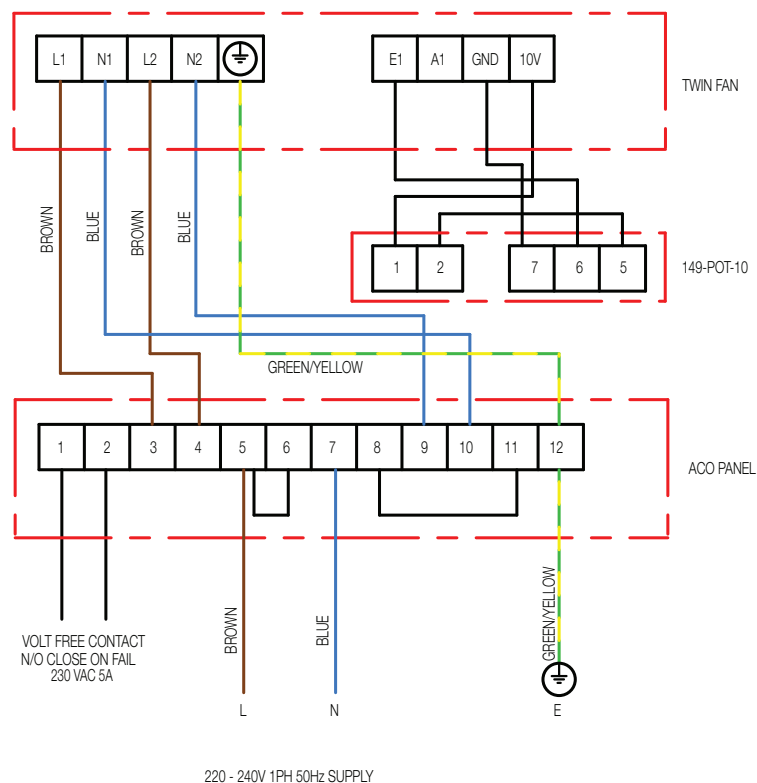 L1 N1 L2 N2
E1 A1 GND 10V
TWIN FAN
BROWN
BLUE
BROWN
BLUE
1 2
7 6 5
149-POT-10
GREEN/YELLOW
1 2 3 4 5 6 7 8 9 10 11 12
ACO PANEL
BROWN
BLUE
GREEN/YELLOW
VOLT FREE CONTACT
N/O CLOSE ON FAIL
230 VAC 5A
L
N
E
220 - 240V 1PH 50Hz SUPPLY